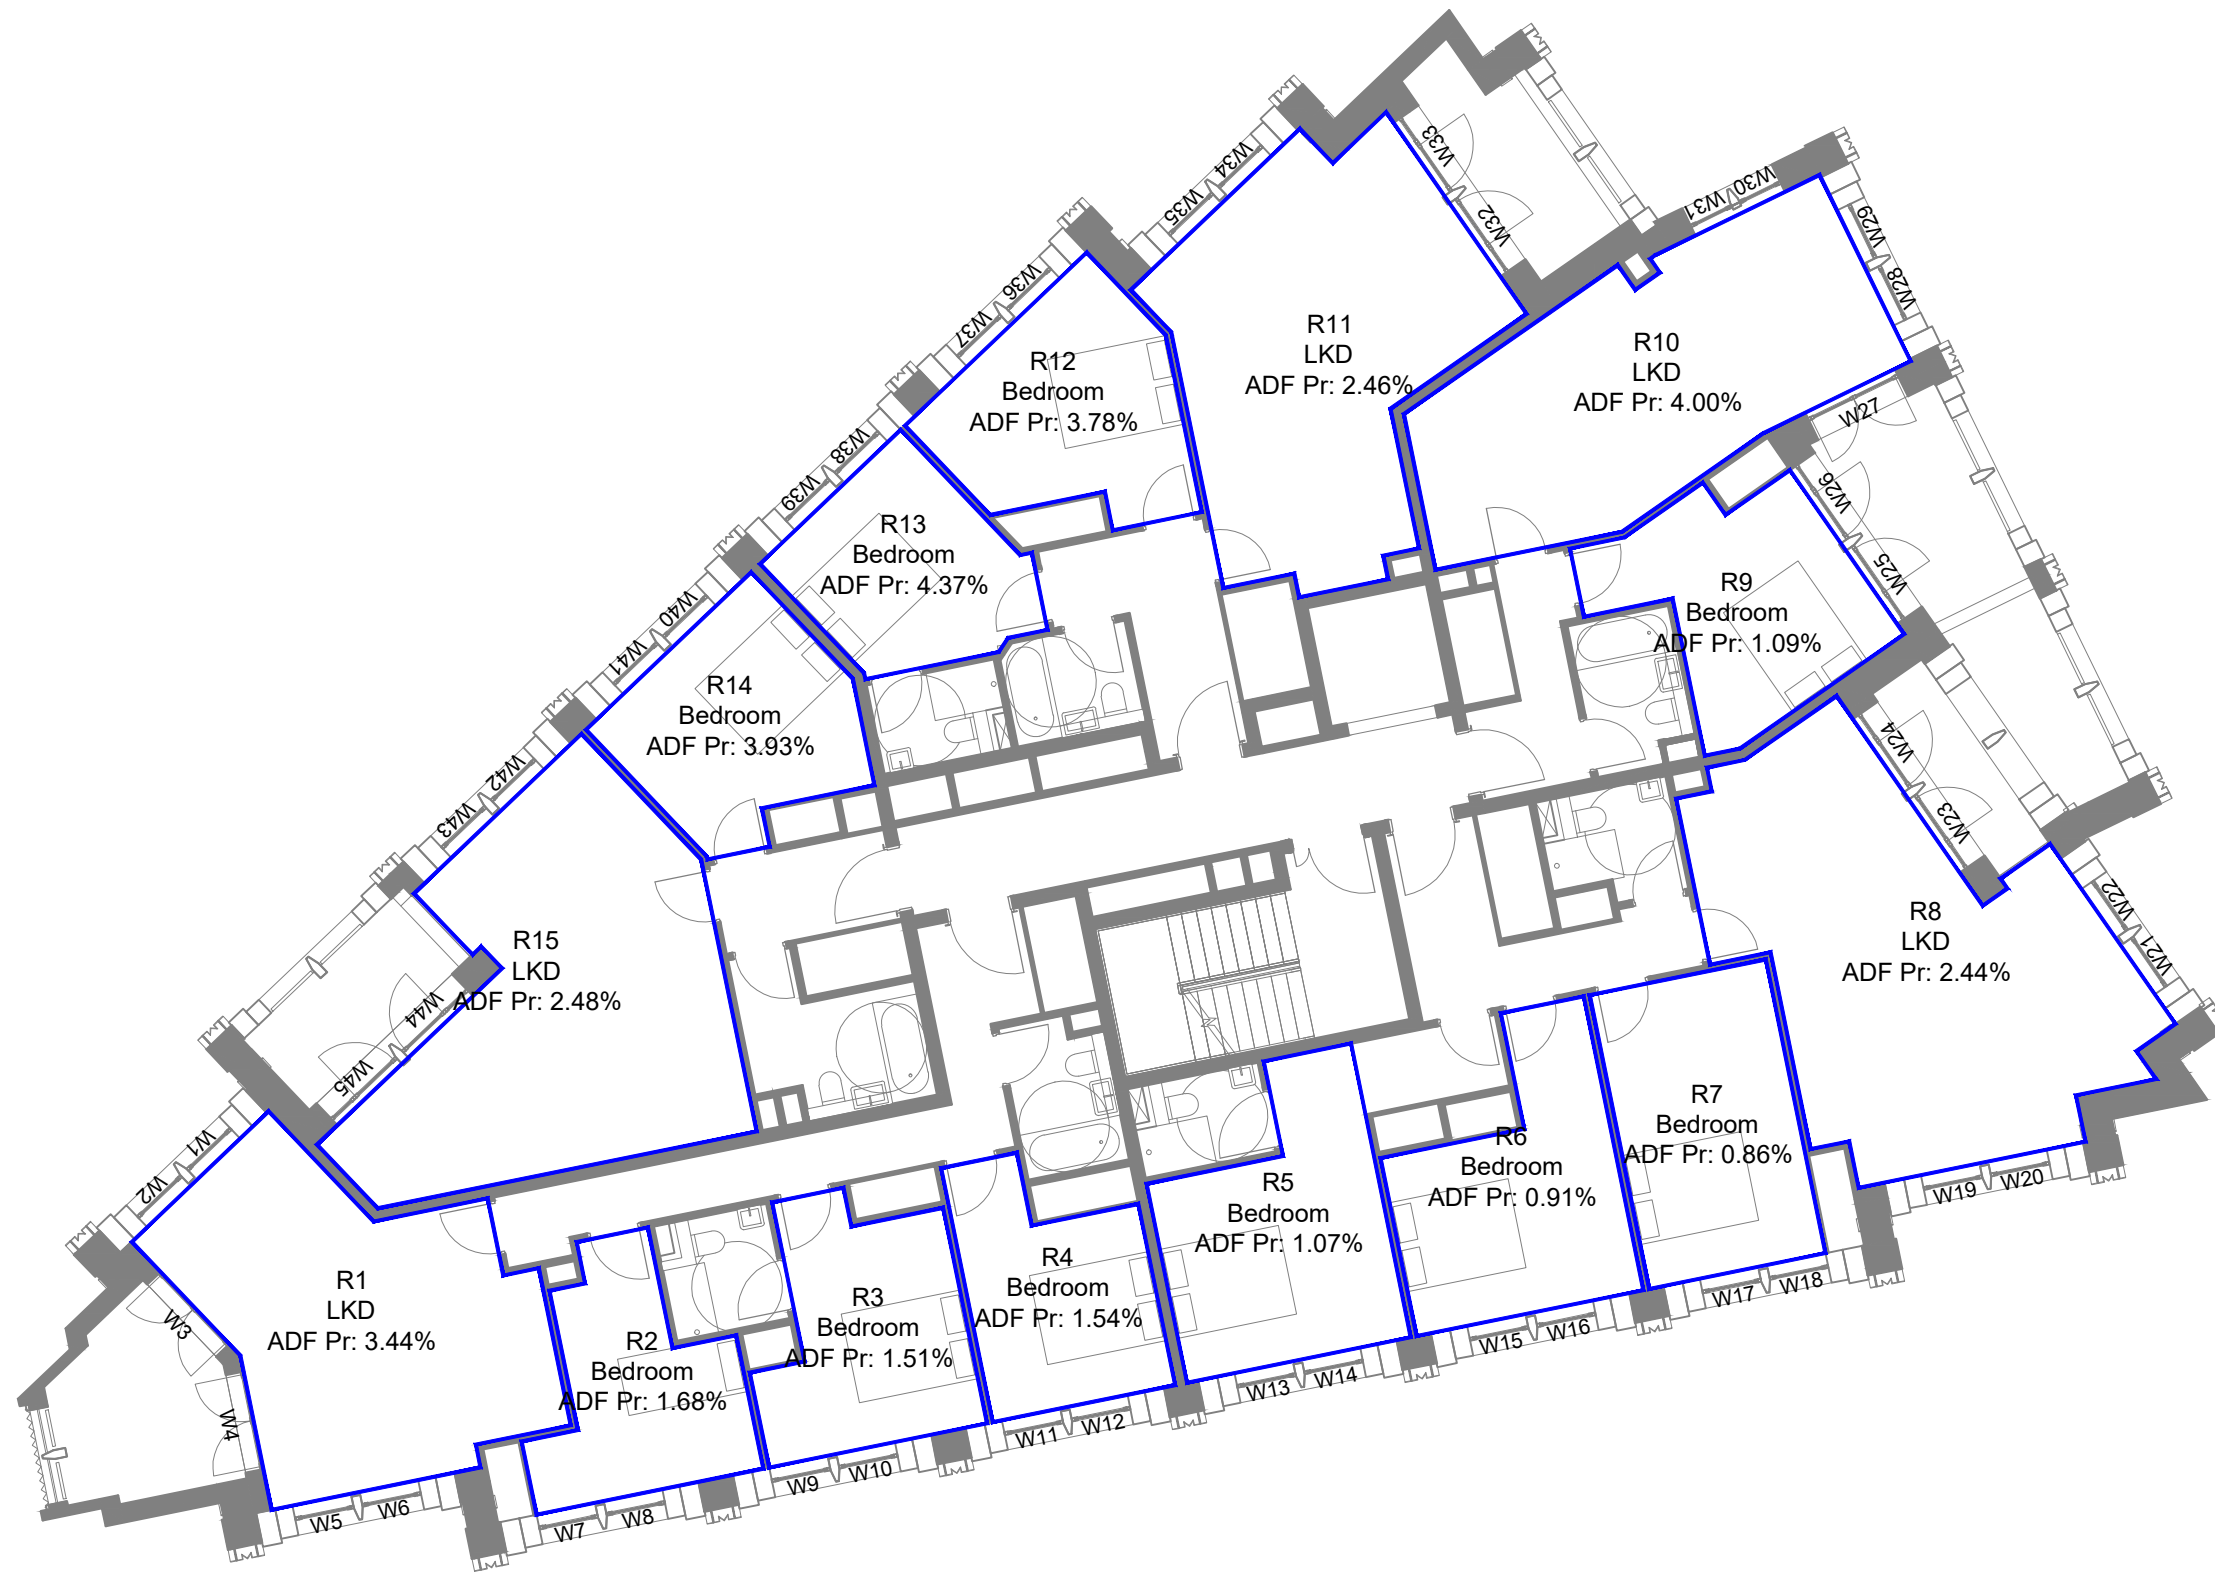 W33
W34
W35
W32
W31
W30
W29
W28
W36
W37
R11
LKD
ADF Pr: 2.46%
R10
LKD
ADF Pr: 4.00%
R12
Bedroom
ADF Pr: 3.78%
W27
W38
W39
W26
W25
R13
Bedroom
ADF Pr: 4.37%
R9
Bedroom
ADF Pr: 1.09%
W40
W41
R14
Bedroom
ADF Pr: 3.93%
W24
W23
W42
W43
R15
LKD
ADF Pr: 2.48%
R8
LKD
ADF Pr: 2.44%
W22
W21
W44
W45
W1
W2
R7
Bedroom
ADF Pr: 0.86%
R6
Bedroom
ADF Pr: 0.91%
R5
Bedroom
ADF Pr: 1.07%
W19
W20
R4
Bedroom
ADF Pr: 1.54%
R1
LKD
ADF Pr: 3.44%
R3
Bedroom
ADF Pr: 1.51%
R2
Bedroom
ADF Pr: 1.68%
W3
W4
W17
W18
W15
W16
W13
W14
W11
W12
W9
W10
W7
W8
W5
W6